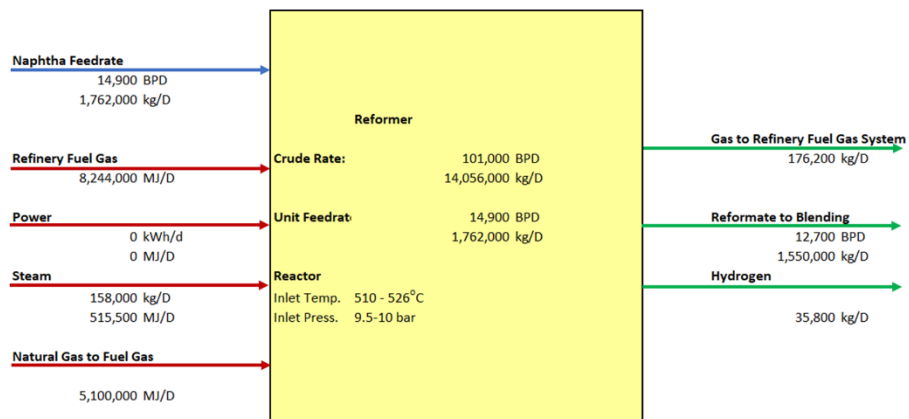 Naphtha Feedrate
14,900 BPD
1,762,000 kg/D
Refinery Fuel Gas
8,244,000 MJ/D
Power
0 kWh/d
0 MJ/D
Steam
158,000 kg/D
515,500 MJ/D
Natural Gas to Fuel Gas
5,100,000 MJ/D
Reformer
Crude Rate: 101,000 BPD
14,056,000 kg/D
Unit Feedrat 14,900 BPD
1,762,000 kg/D
Reactor
Inlet Temp. 510 - 526°C
Inlet Press. 9.5-10 bar
Gas to Refinery Fuel Gas System
176,200 kg/D
Reformate to Blending
12,700 BPD
1,550,000 kg/D
Hydrogen
35,800 kg/D